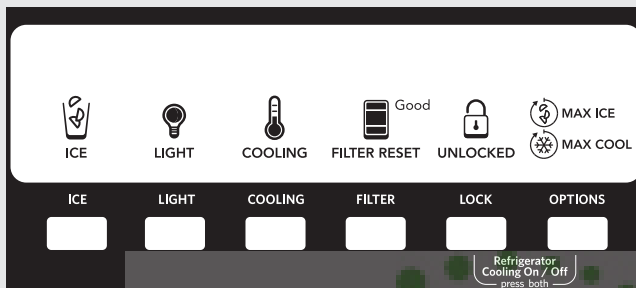 Good
MAX ICE
MAX COOL
ICE LIGHT COOLING FILTER RESET UNLOCKED
ICE LIGHT COOLING FILTER LOCK OPTIONS
Refrigerator
Cooling On / Off
press both